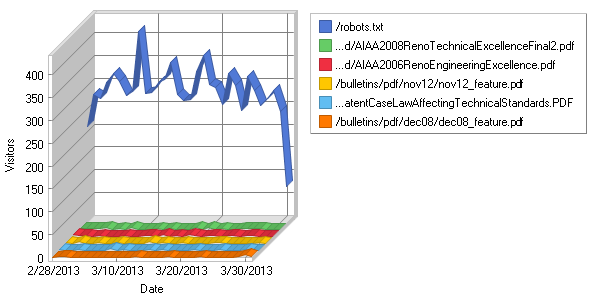 /robots.txt
...d/AIAA2008RenoTechnicalExcellenceFinal2.pdf
...d/AIAA2006RenoEngineeringExcellence.pdf
/bulletins/pdf/nov12/nov12_feature.pdf
...atentCaseLawAffectingTechnicalStandards.PDF
/bulletins/pdf/dec08/dec08_feature.pdf
400
350
300
250
200
150
100
50
0
Visitors
2/28/2013 3/10/2013 3/20/2013 3/30/2013
Date